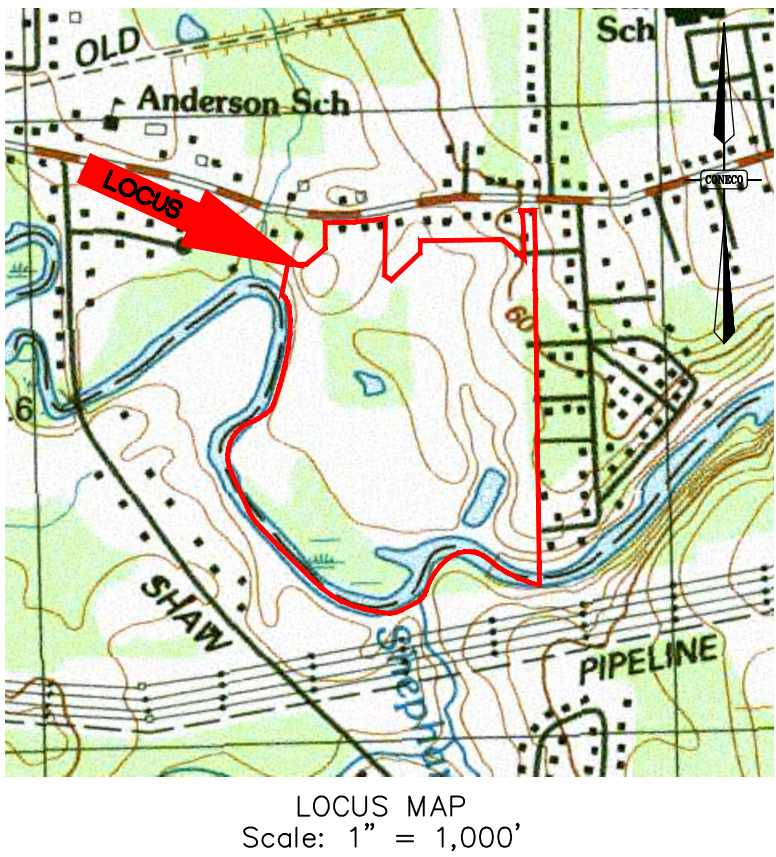 Sch
OLD
Anderson Sch
CONECO
LOCUS
60
6
SHAW
PIPELINE
LOCUS MAP
Scale: 1" = 1,000'